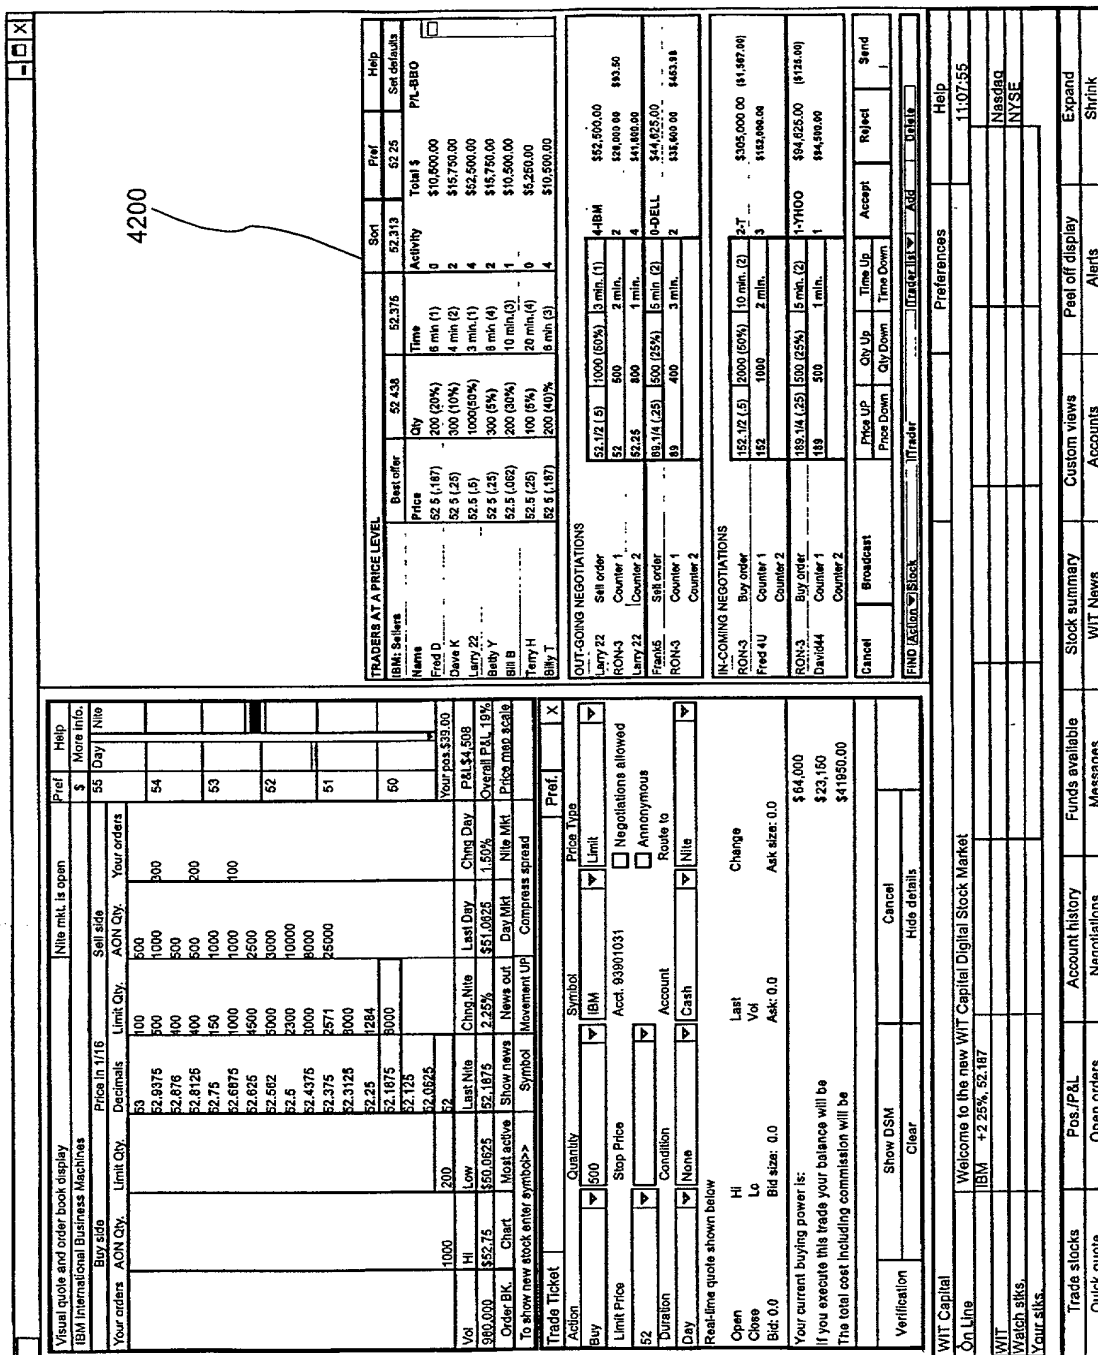 4200
Visual quote and order book display
Nite mkt. is open
Pref
Help
IBM International Business Machines
$
More info.
Buy side
Price in 1/16
Sell side
55
Day
Nite
Your orders
AON Qty.
Limit Qty.
Decimals
Limit Qty.
AON Qty.
Your orders
53 100 500
52.9375 500 1000 300
52.876 400 500
52.8125 400 500 200
52.75 150 1000
52.6875 1000 1000 100
52.625 4500 2500
52.562 5000 3000
52.5 2300 10000
52.4375 3000 8000
52.375 2571 25000
52.3125 8000
52.25 1284
52.1875 8000
52.125
52.0625
1000 200 52
54
53
52
51
50
Your pos.$39.00
Vol Hi Low Last Nite Chng.Nite Last Day Chng Day P&L$4,508
980,000 $52.75 $50.0625 52.1875 2.25% $51.0625 1.50% Overall P&L 19%
Order BK. Chart Most active Show news News out Day Mkt Nite Mkt Price map scale
To show new stock enter symbol>> Symbol Movement UP Compress spread
Trade Ticket Pref. X
Action Quantity Symbol Price Type
Buy 500 IBM Limit
Limit Price Stop Price Acct. 93901031 Negotiations allowed
52 Annonymous
Duration Condition Account Route to
Day None Cash Nite
Real-time quote shown below
Open Hi Last Change
Close Lo Vol
Bid: 0.0 Bid size: 0.0 Ask: 0.0 Ask size: 0.0
Your current buying power is: $64,000
If you execute this trade your balance will be $23,150
The total cost including commission will be $41950.00
Verification Show DSM Cancel
Clear Hide details
TRADERS AT A PRICE LEVEL Sort Pref Help
IBM: Sellers Best offer 52 438 52.375 52.313 52 25 Set defaults
Name Price Qty Time Activity Total $ P/L-BBO
Fred D 52 5 (.187) 200 (20%) 6 min (1) 0 $10,500.00
Dave K 52 5 (.25) 300 (10%) 4 min (2) 2 $15,750.00
Larry 22 52.5 (.5) 1000(50%) 3 min.(1) 4 $52,500.00
Betty Y 52 5 (.25) 300 (5%) 8 min (4) 2 $15,750.00
Bill B 52.5 (.062) 200 (30%) 10 min.(3) 1 $10,500.00
Terry H 52.5 (.25) 100 (5%) 20 min.(4) 0 $5,250.00
Billy T 52 5 (.187) 200 (40)% 6 min (3) 4 $10,500.00
OUT-GOING NEGOTIATIONS
Larry 22 Sell order 52.1/2 (.5) 1000 (50%) 3 min. (1) 4-IBM $52,500.00
RON-3 Counter 1 52 500 2 min. 2 $26,000 00 $93.50
Larry 22 Counter 2 52.25 800 1 min. 4 $41,800.00
Frank5 Sell order 89.1/4 (.25) 500 (25%) 5 min (2) 0-DELL $44,625.00
RON-3 Counter 1 89 400 3 min. 2 $35,600 00 $453.98
Counter 2
IN-COMING NEGOTIATIONS
RON-3 Buy order 152.1/2 (.5) 2000 (50%) 10 min. (2) 2-T $305,000 00 ($1,567.00)
Fred 4U Counter 1 152 1000 2 min. 3 $152,000.00
Counter 2
RON-3 Buy order 189.1/4 (.25) 500 (25%) 5 min. (2) 1-YHOO $94,625.00 ($125.00)
David44 Counter 1 189 500 1 min. 1 $94,500.00
Counter 2
Cancel Broadcast Price UP Qty Up Time Up Accept Reject Send
Price Down Qty Down Time Down
FIND Action Stock Trader Trader list Add Delete
WIT Capital Preferences Help
On Line Welcome to the new WIT Capital Digital Stock Market 11:07:55
IBM +2 25%, 52.187
WIT Nasdaq
Watch stks. NYSE
Your stks.
Trade stocks Pos./P&L Account history Funds available Stock summary Custom views Peel off display Expand
Quick quote Open orders Negotiations Messages WIT News Accounts Alerts Shrink